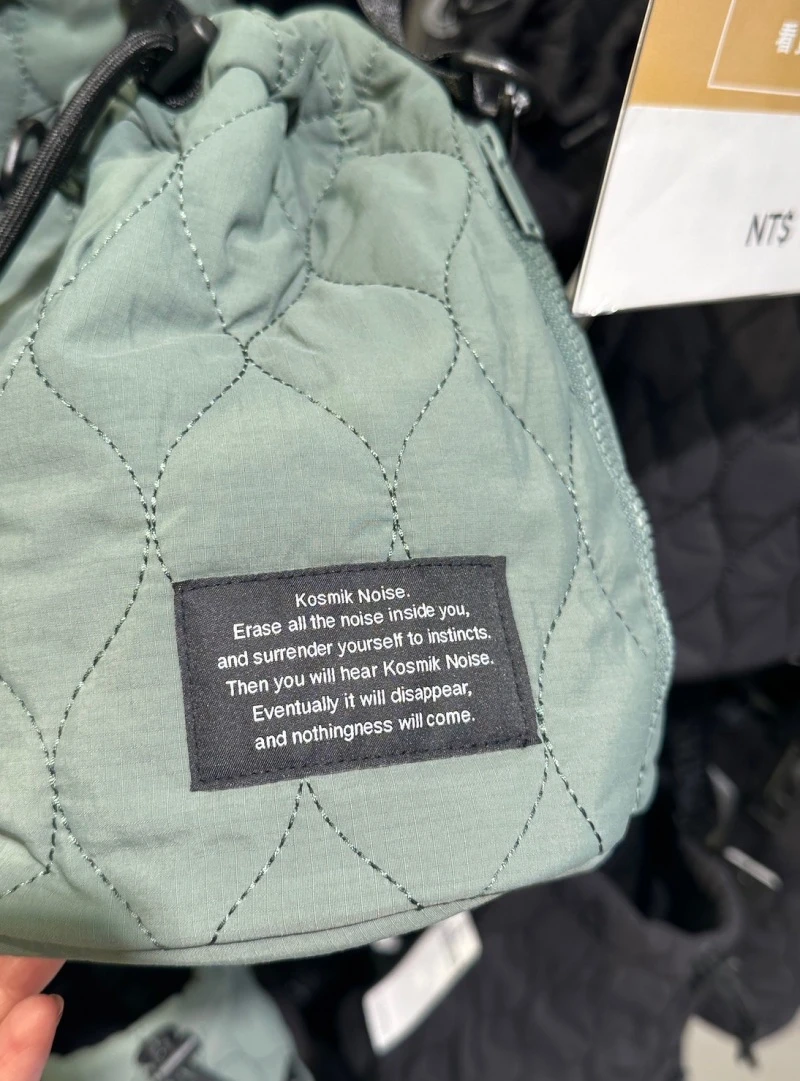 NT$
Kosmik Noise.
Erase all the noise inside you,
and surrender yourself to instincts.
Then you will hear Kosmik Noise.
Eventually it will disappear,
and nothingness will come.